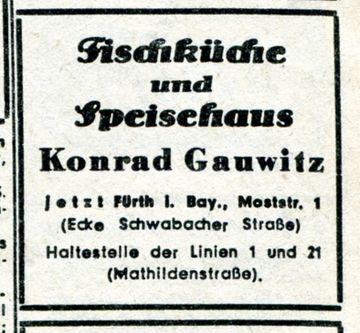 Fischküche
und
Speisehaus
Konrad Gauwitz
jetzt Fürth i. Bay., Moststr. 1
(Ecke Schwabacher Straße)
Haltestelle der Linien 1 und 21
(Mathildenstraße).